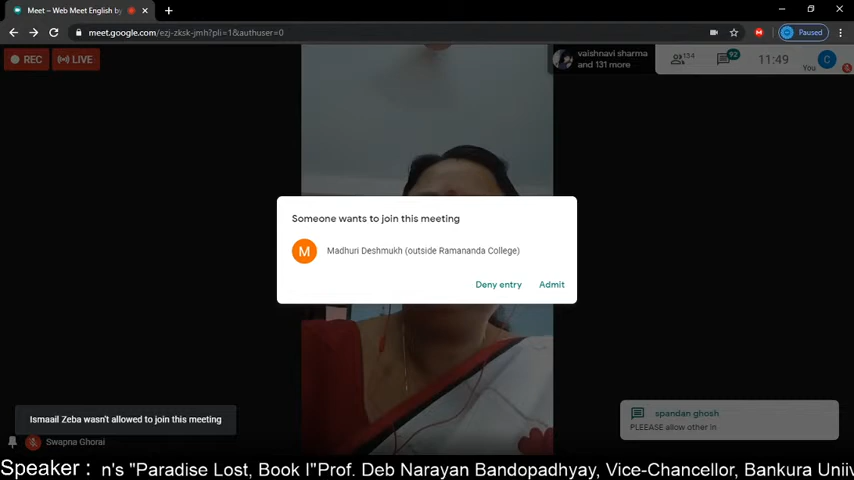 Meet – Web Meet English by
Paused
meet.google.com/ezj-zksk-jmh?pli=1&authuser=0
REC
LIVE
vaishnavi sharma
and 131 more
134
92
11:49
You
C
Someone wants to join this meeting
M
Madhuri Deshmukh (outside Ramananda College)
Deny entry
Admit
Ismaail Zeba wasn't allowed to join this meeting
spandan ghosh
PLEEEASe allow other in
Swapna Ghorai
Speaker : n's "Paradise Lost, Book I"Prof. Deb Narayan Bandopadhyay, Vice-Chancellor, Bankura Univ